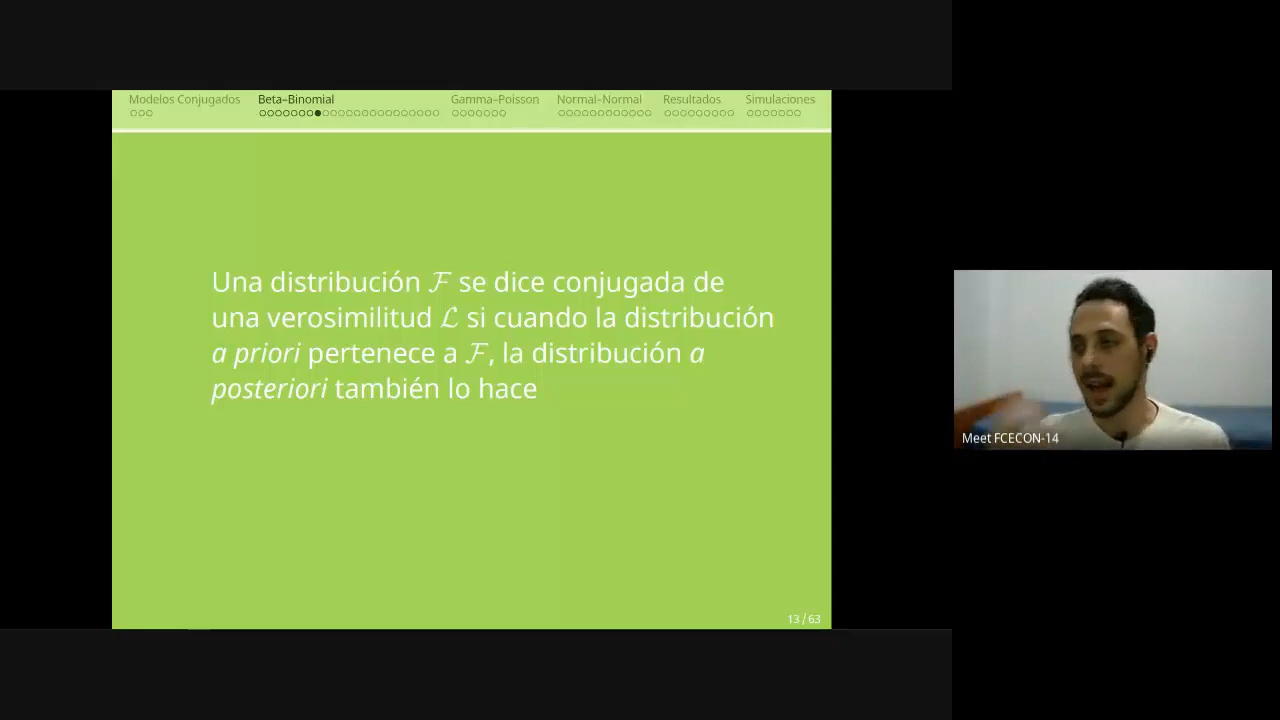 Modelos Conjugados Beta–Binomial Gamma–Poisson Normal–Normal Resultados Simulaciones
Una distribución ℱ se dice conjugada de
una verosimilitud ℒ si cuando la distribución
a priori pertenece a ℱ, la distribución a
posteriori también lo hace
13 / 63
Meet FCECON-14